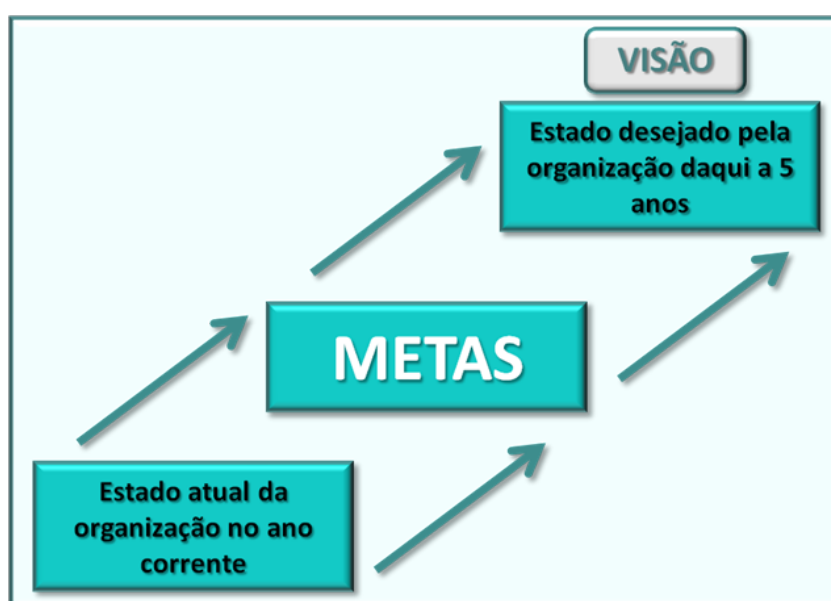 VISÃO
Estado desejado pela
organização daqui a 5
anos
METAS
Estado atual da
organização no ano
corrente